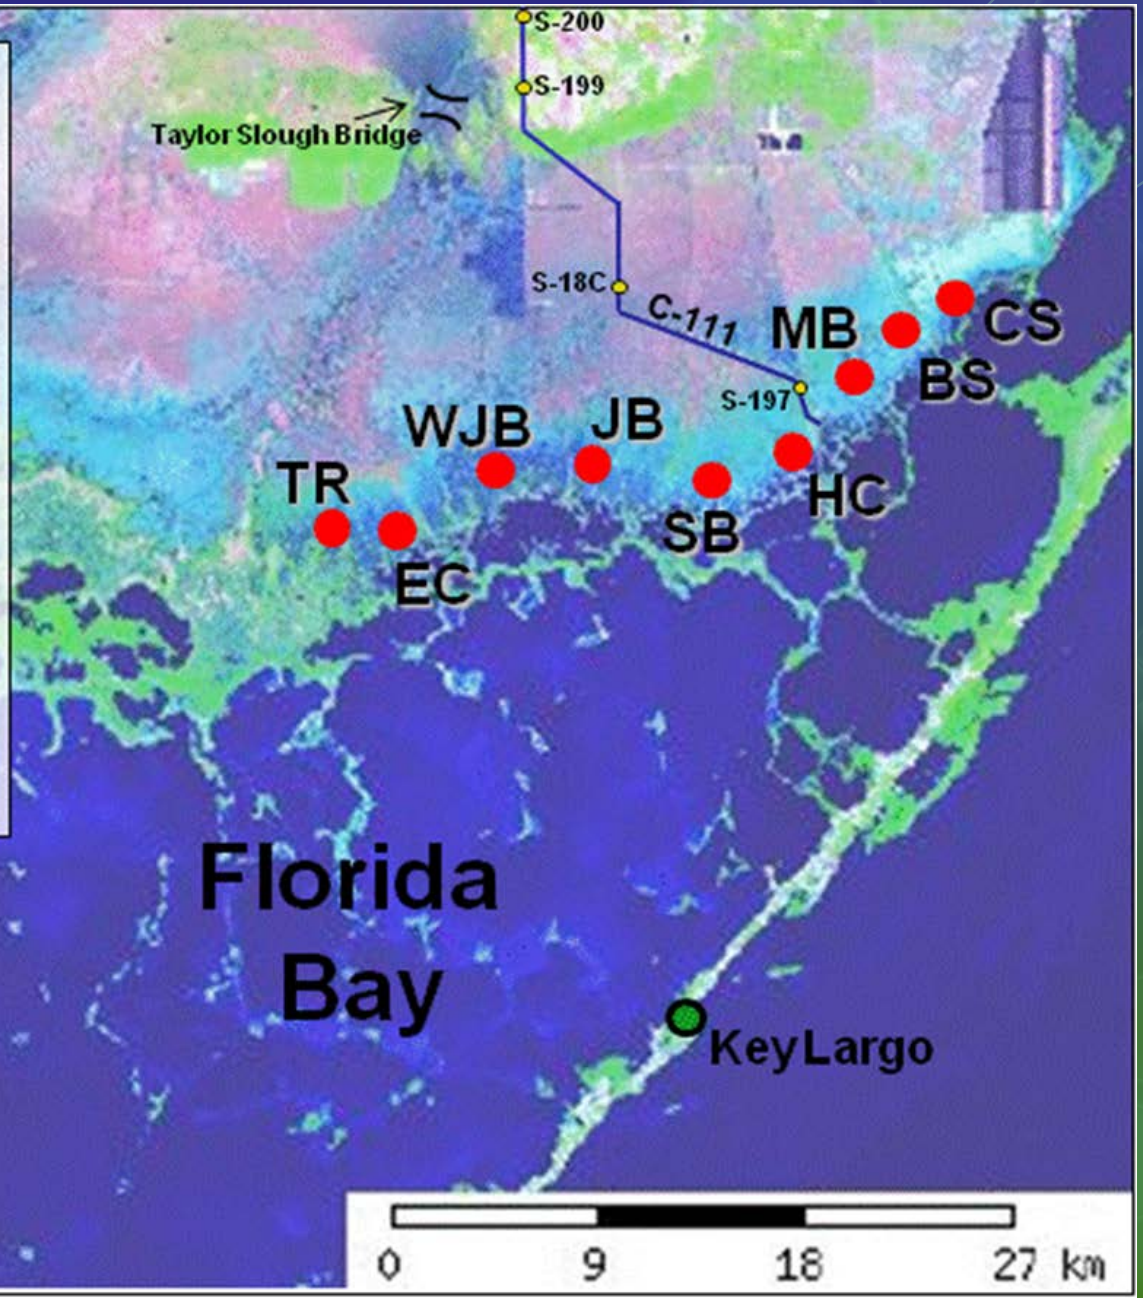 S-200
S-199
Taylor Slough Bridge
S-18C
C-111
MB
CS
BS
S-197
WJB
JB
TR
HC
SB
EC
Florida
Bay
Key Largo
0 9 18 27 km